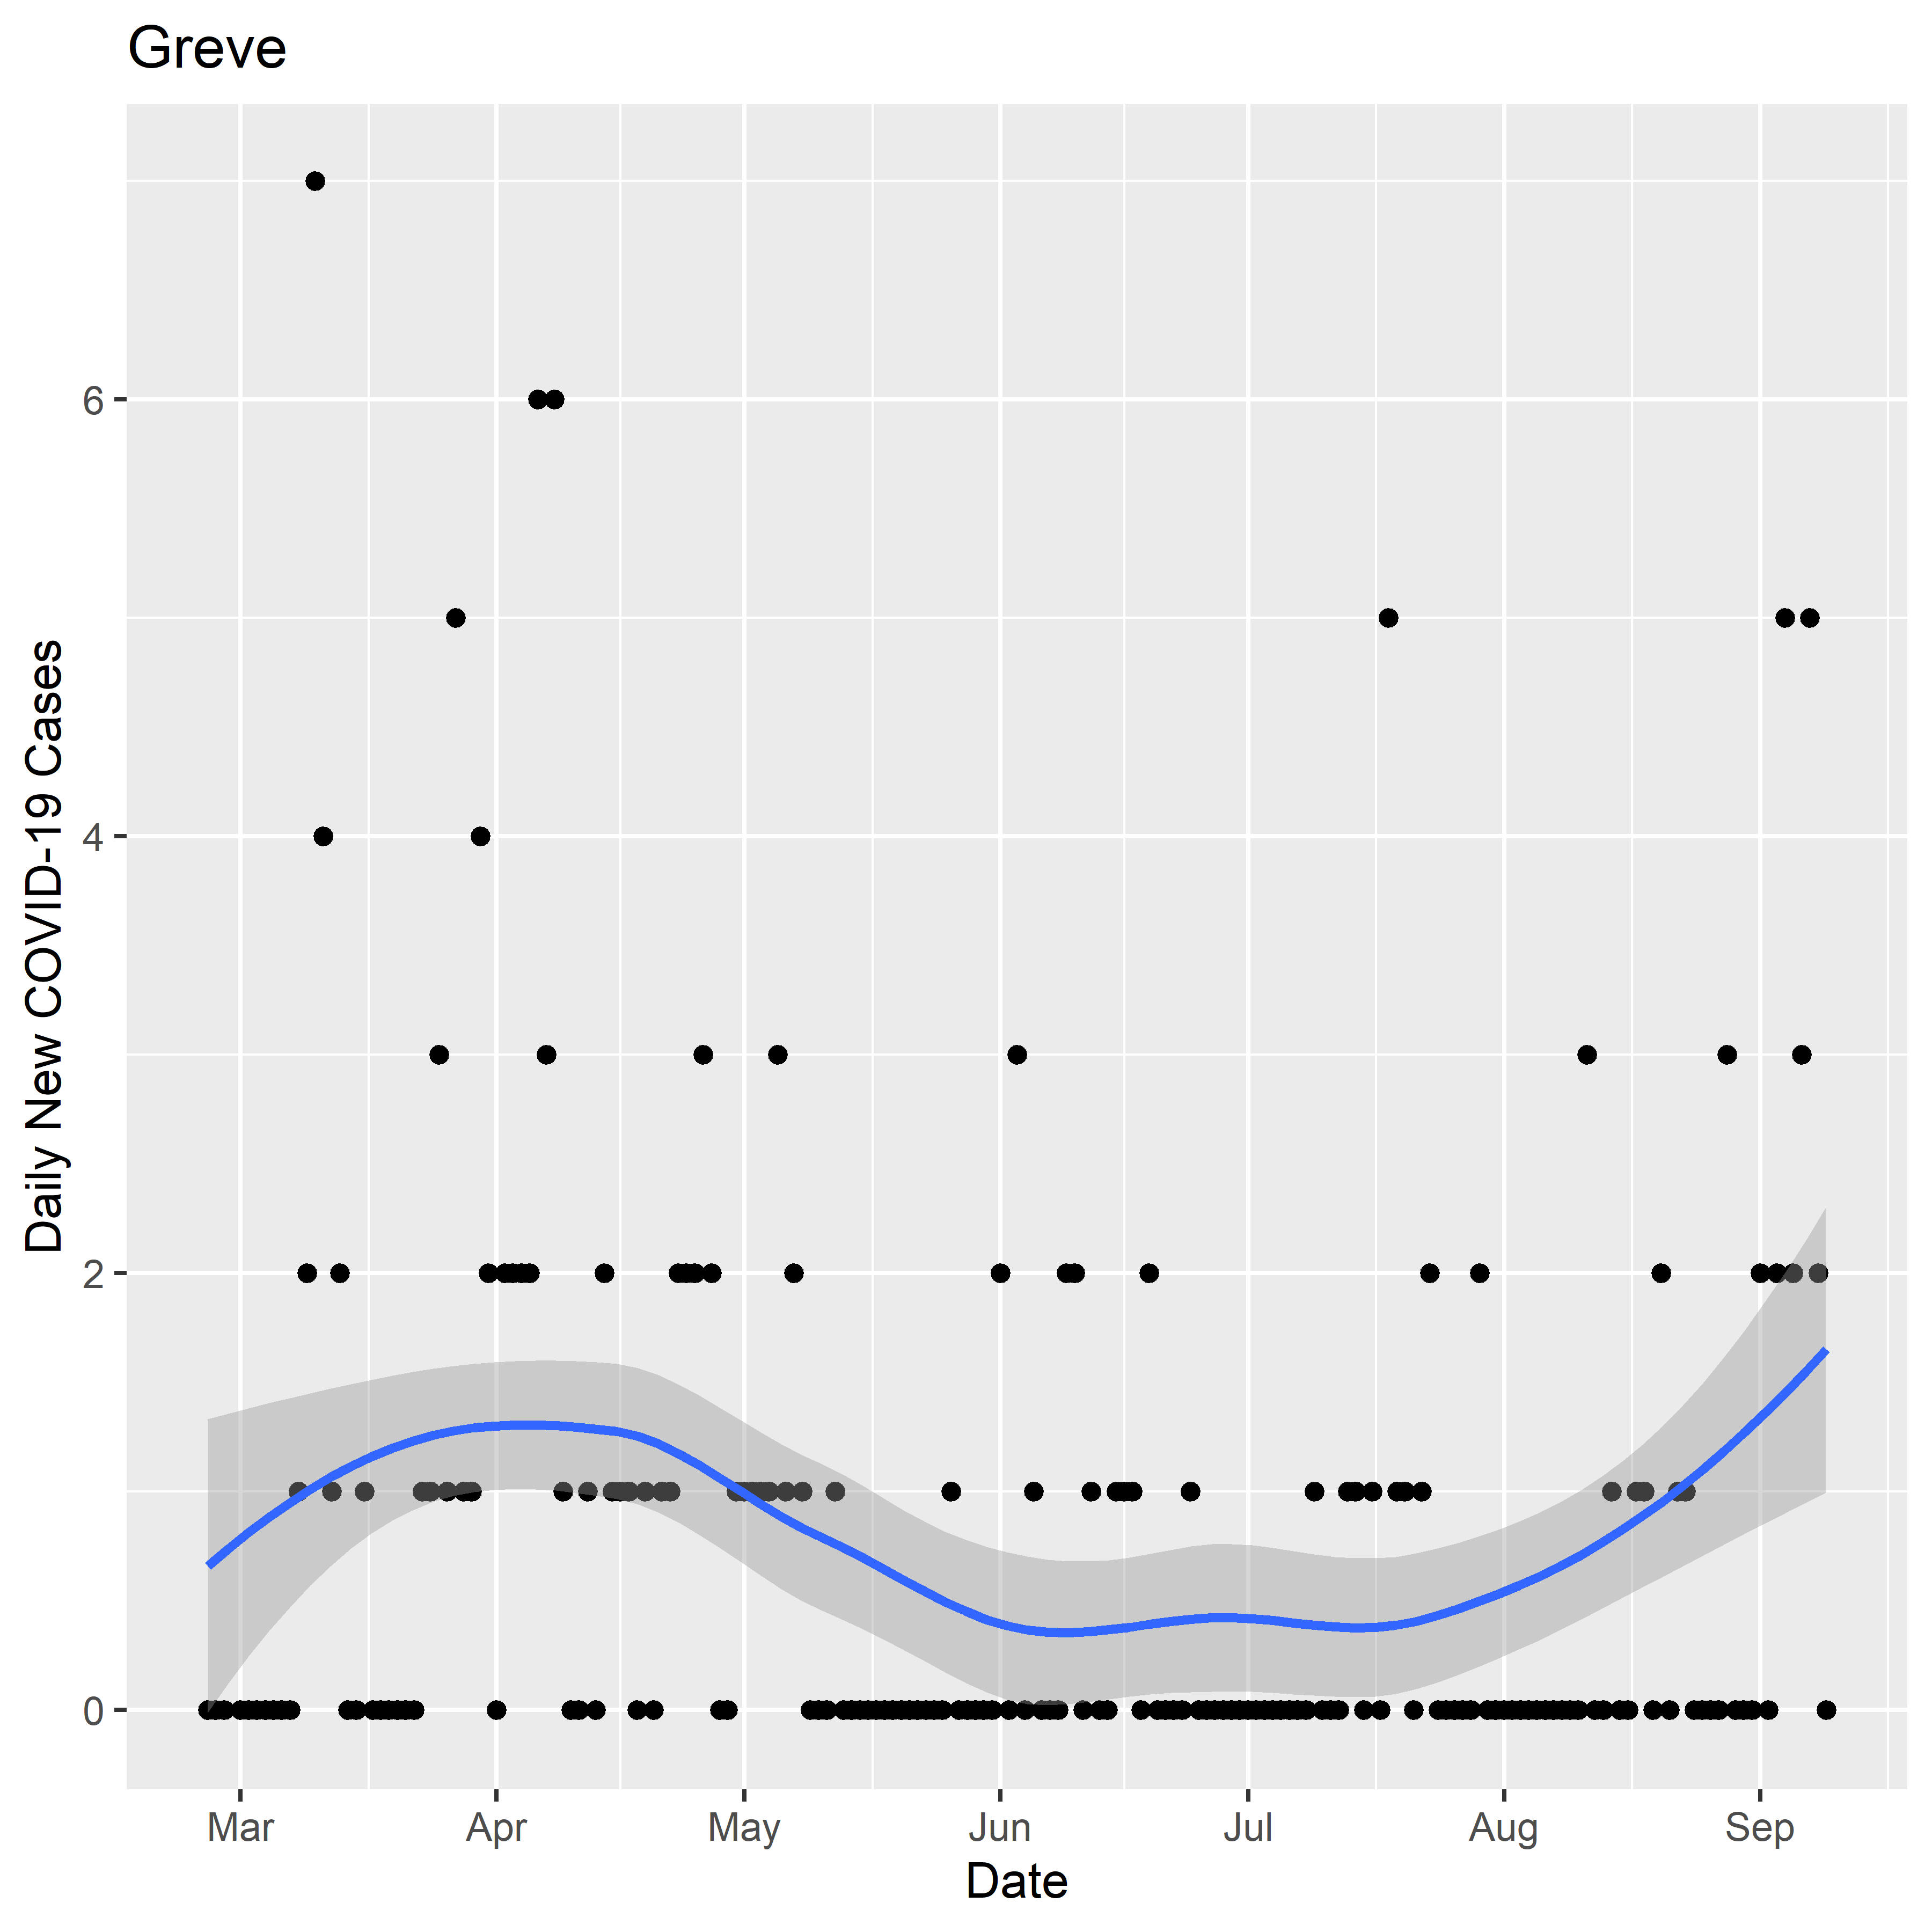 Greve
Daily New COVID-19 Cases
6
4
2
0
Mar Apr May Jun Jul Aug Sep
Date